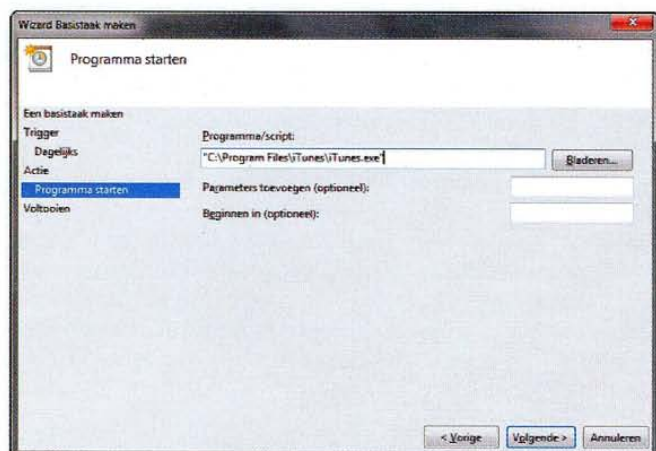 Wizard Basistaak maken
Programma starten
Een basistaak maken
Trigger
Dagelijks
Actie
Programma starten
Voltooien
Programma/script:
"C:\Program Files\iTunes\iTunes.exe"
Bladeren...
Parameters toevoegen (optioneel):
Beginnen in (optioneel):
< Vorige
Volgende >
Annuleren